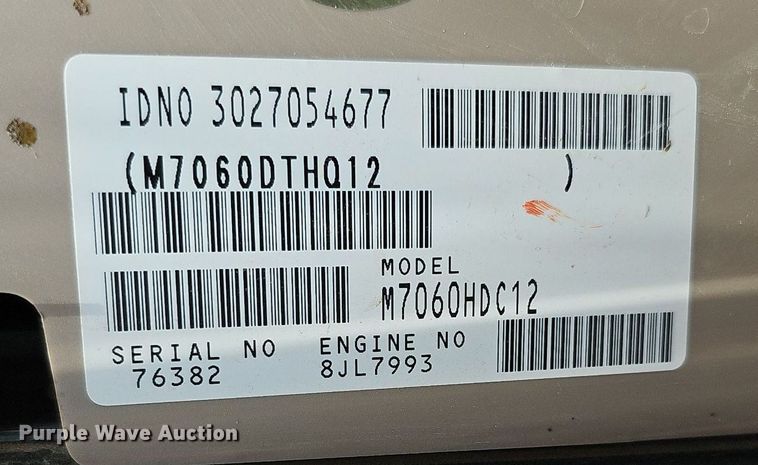 IDNO 3027054677
(M7060DTHQ12 )
MODEL
M7060HDC12
SERIAL NO
76382
ENGINE NO
8JL7993
Purple Wave Auction